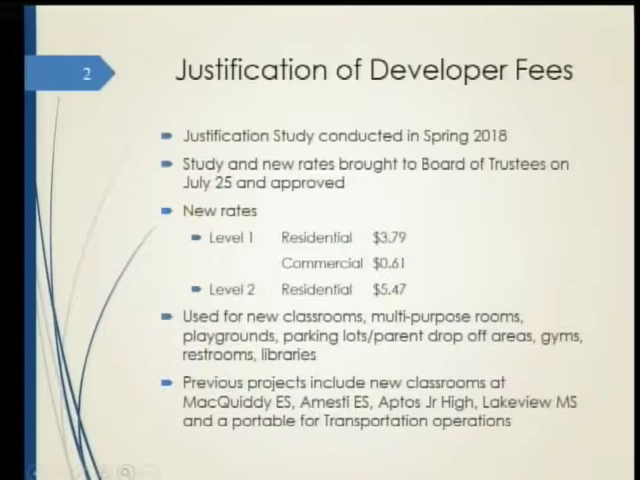 2
Justification of Developer Fees
Justification Study conducted in Spring 2018
Study and new rates brought to Board of Trustees on
July 25 and approved
New rates
Level 1 Residential $3.79
Commercial $0.61
Level 2 Residential $5.47
Used for new classrooms, multi-purpose rooms,
playgrounds, parking lots/parent drop off areas, gyms,
restrooms, libraries
Previous projects include new classrooms at
MacQuiddy ES, Amesti ES, Aptos Jr High, Lakeview MS
and a portable for Transportation operations